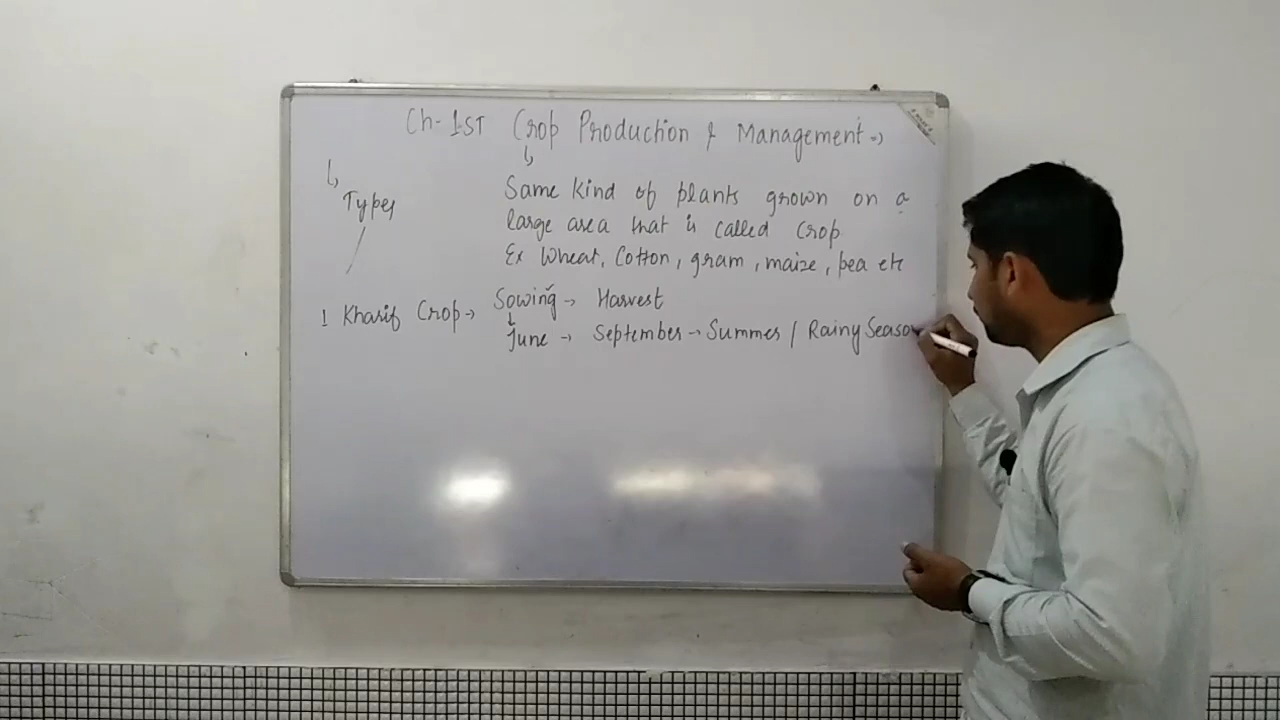 Ch- 1ST Crop Production & Management →
↳ Types
↳
Same kind of plants grown on a
large area that is called Crop
Ex Wheat, Cotton, gram, maize, pea etc
1 Kharif Crop → Sowing → Harvest
June → September → Summer / Rainy Seaso